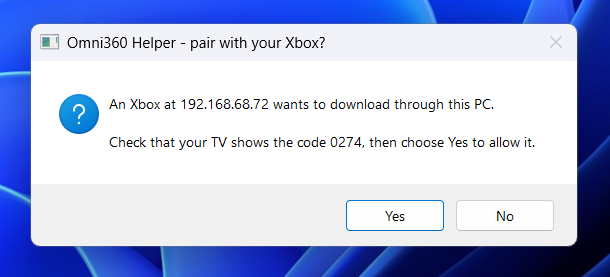 Omni360 Helper - pair with your Xbox?
An Xbox at 192.168.68.72 wants to download through this PC.
Check that your TV shows the code 0274, then choose Yes to allow it.
Yes
No